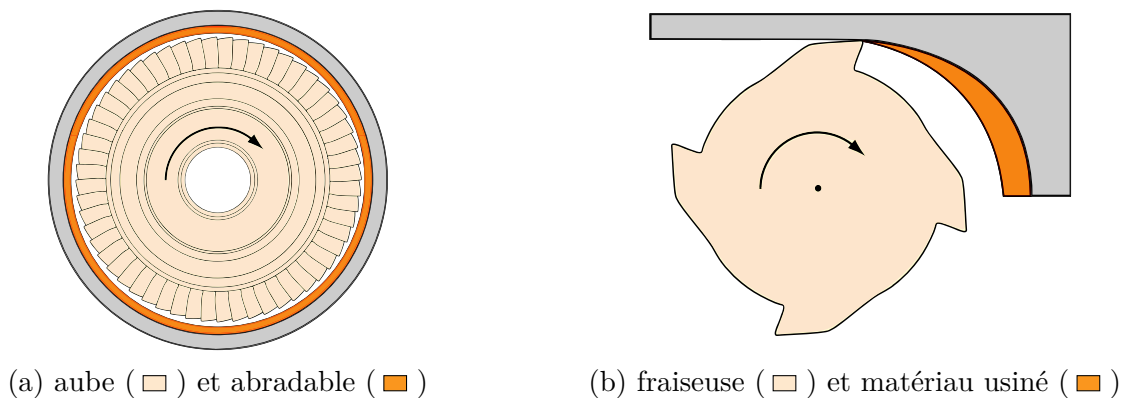 (a) aube ( ) et abradable ( )
(b) fraiseuse ( ) et matériau usiné ( )